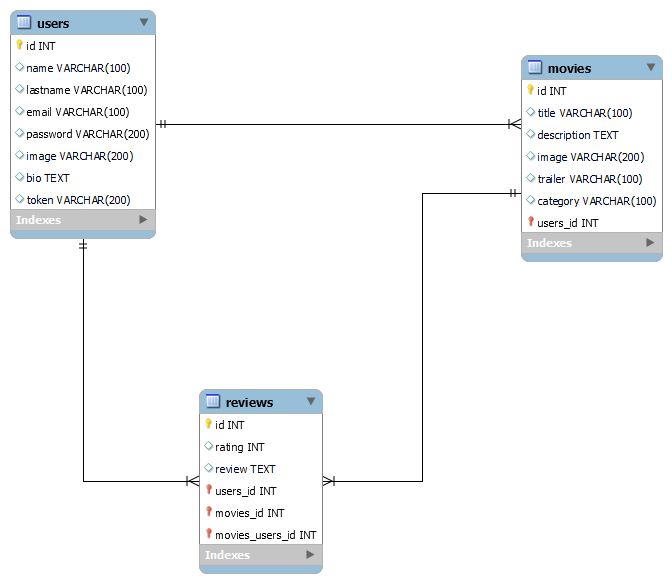 users
id INT
name VARCHAR(100)
lastname VARCHAR(100)
email VARCHAR(100)
password VARCHAR(200)
image VARCHAR(200)
bio TEXT
token VARCHAR(200)
Indexes
movies
id INT
title VARCHAR(100)
description TEXT
image VARCHAR(200)
trailer VARCHAR(100)
category VARCHAR(100)
users_id INT
Indexes
reviews
id INT
rating INT
review TEXT
users_id INT
movies_id INT
movies_users_id INT
Indexes